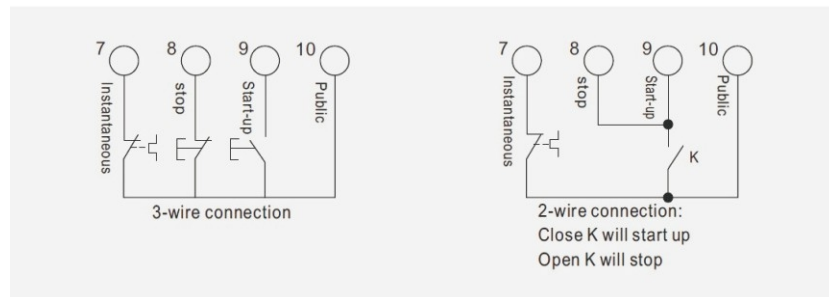 7 8 9 10
Instantaneous
stop
Start-up
Public
3-wire connection
7 8 9 10
Instantaneous
stop
Start-up
Public
K
2-wire connection:
Close K will start up
Open K will stop